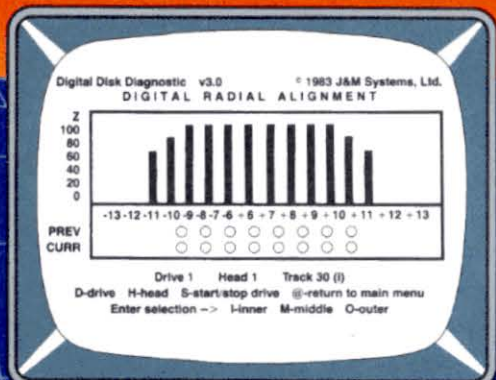 Digital Disk Diagnostic v3.0 © 1983 J&M Systems, Ltd.
DIGITAL RADIAL ALIGNMENT
Z
100
80
60
40
20
0
-13 -12 -11 -10 -9 -8 -7 -6 +6 +7 +8 +9 +10 +11 +12 +13
PREV ○ ○ ○ ○ ○ ○ ○ ○
CURR ○ ○ ○ ○ ○ ○ ○ ○
Drive 1 Head 1 Track 30 (I)
D-drive H-head S-start/stop drive @-return to main menu
Enter selection -> I-inner M-middle O-outer